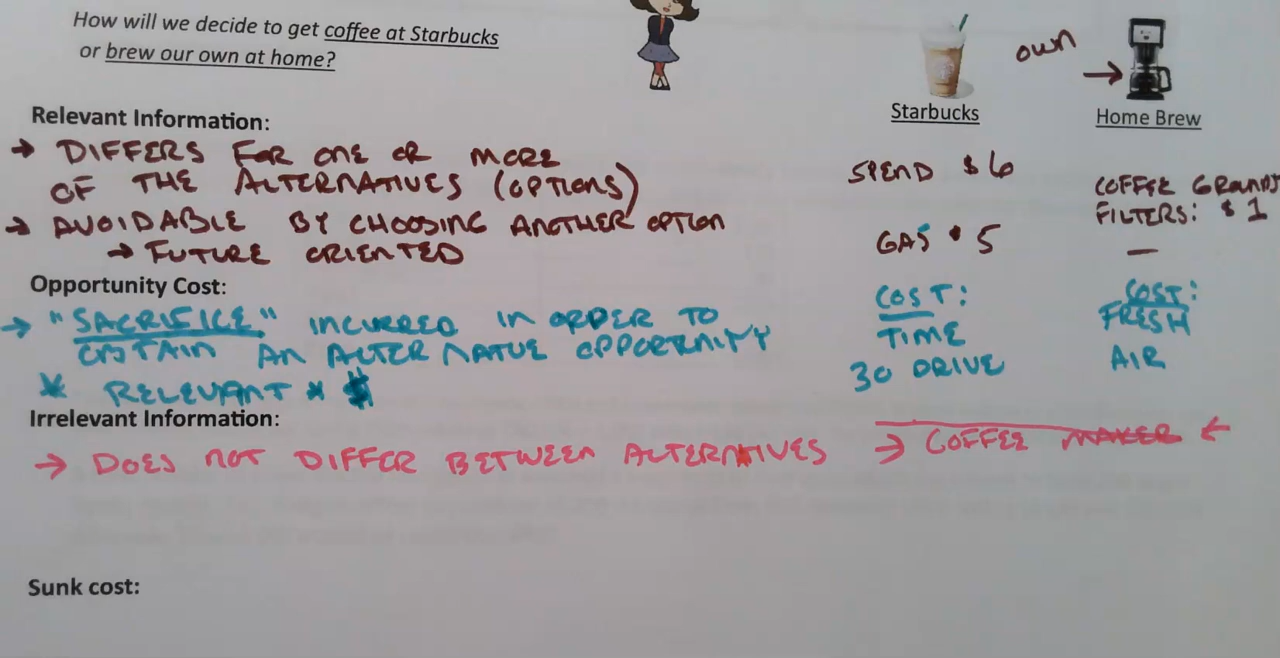 How will we decide to get coffee at Starbucks
or brew our own at home?
own →
Starbucks
Home Brew
Relevant Information:
→ DIFFERS FOR ONE OR MORE
OF THE ALTERNATIVES (OPTIONS)
→ AVOIDABLE BY CHOOSING ANOTHER OPTION
→ FUTURE ORIENTED
SPEND $6
GAS $5
COFFEE GROUNDS
FILTERS: $1
—
Opportunity Cost:
→ "SACRIFICE" INCURRED IN ORDER TO
OBTAIN AN ALTERNATIVE OPPORTNITY
* RELEVANT * $
COST:
TIME
30 DRIVE
COST:
FRESH
AIR
Irrelevant Information:
→ DOES NOT DIFFER BETWEEN ALTERNATIVES
→ COFFEE MAKER ←
Sunk cost: